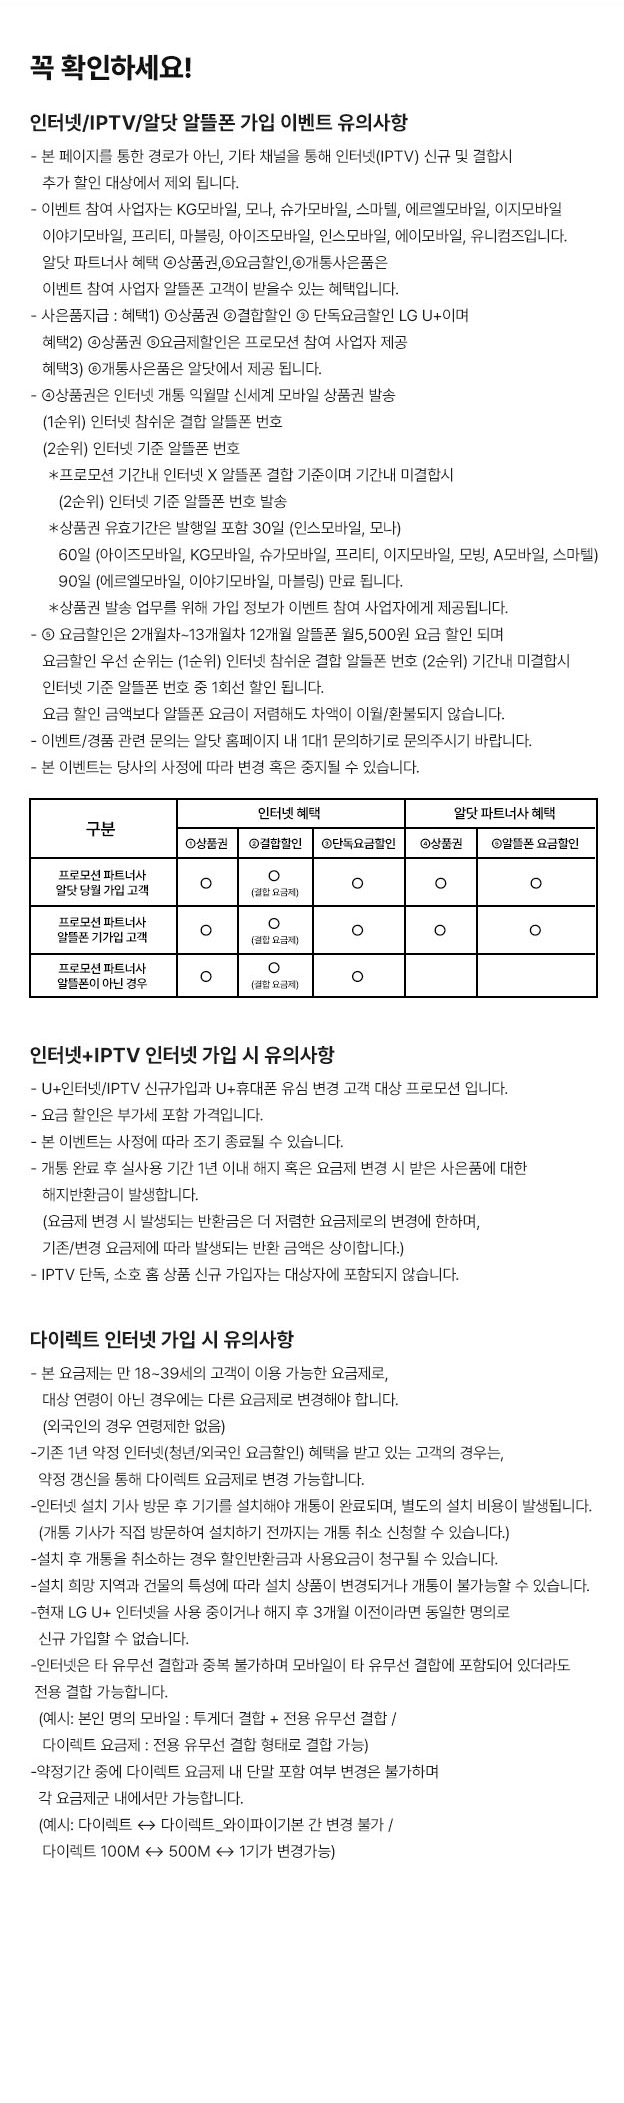 꼭 확인하세요!
인터넷/IPTV/알닷 알뜰폰 가입 이벤트 유의사항
- 본 페이지를 통한 경로가 아닌, 기타 채널을 통해 인터넷(IPTV) 신규 및 결합시
추가 할인 대상에서 제외 됩니다.
- 이벤트 참여 사업자는 KG모바일, 모나, 슈가모바일, 스마텔, 에르엘모바일, 이지모바일
이야기모바일, 프리티, 마블링, 아이즈모바일, 인스모바일, 에이모바일, 유니컴즈입니다.
알닷 파트너사 혜택 ④상품권,⑤요금할인,⑥개통사은품은
이벤트 참여 사업자 알뜰폰 고객이 받을수 있는 혜택입니다.
- 사은품지급 : 혜택1) ①상품권 ②결합할인 ③ 단독요금할인 LG U+이며
혜택2) ④상품권 ⑤요금제할인은 프로모션 참여 사업자 제공
혜택3) ⑥개통사은품은 알닷에서 제공 됩니다.
- ④상품권은 인터넷 개통 익월말 신세계 모바일 상품권 발송
(1순위) 인터넷 참쉬운 결합 알뜰폰 번호
(2순위) 인터넷 기준 알뜰폰 번호
＊프로모션 기간내 인터넷 X 알뜰폰 결합 기준이며 기간내 미결합시
(2순위) 인터넷 기준 알뜰폰 번호 발송
＊상품권 유효기간은 발행일 포함 30일 (인스모바일, 모나)
60일 (아이즈모바일, KG모바일, 슈가모바일, 프리티, 이지모바일, 모빙, A모바일, 스마텔)
90일 (에르엘모바일, 이야기모바일, 마블링) 만료 됩니다.
＊상품권 발송 업무를 위해 가입 정보가 이벤트 참여 사업자에게 제공됩니다.
- ⑤ 요금할인은 2개월차~13개월차 12개월 알뜰폰 월5,500원 요금 할인 되며
요금할인 우선 순위는 (1순위) 인터넷 참쉬운 결합 알들폰 번호 (2순위) 기간내 미결합시
인터넷 기준 알뜰폰 번호 중 1회선 할인 됩니다.
요금 할인 금액보다 알뜰폰 요금이 저렴해도 차액이 이월/환불되지 않습니다.
- 이벤트/경품 관련 문의는 알닷 홈페이지 내 1대1 문의하기로 문의주시기 바랍니다.
- 본 이벤트는 당사의 사정에 따라 변경 혹은 중지될 수 있습니다.
구분 인터넷 혜택 알닷 파트너사 혜택
①상품권 ②결합할인 ③단독요금할인 ④상품권 ⑤알뜰폰 요금할인
프로모션 파트너사
알닷 당월 가입 고객 ○ ○ (결합 요금제) ○ ○ ○
프로모션 파트너사
알뜰폰 기가입 고객 ○ ○ (결합 요금제) ○ ○ ○
프로모션 파트너사
알뜰폰이 아닌 경우 ○ ○ (결합 요금제) ○
인터넷+IPTV 인터넷 가입 시 유의사항
- U+인터넷/IPTV 신규가입과 U+휴대폰 유심 변경 고객 대상 프로모션 입니다.
- 요금 할인은 부가세 포함 가격입니다.
- 본 이벤트는 사정에 따라 조기 종료될 수 있습니다.
- 개통 완료 후 실사용 기간 1년 이내 해지 혹은 요금제 변경 시 받은 사은품에 대한
해지반환금이 발생합니다.
(요금제 변경 시 발생되는 반환금은 더 저렴한 요금제로의 변경에 한하며,
기존/변경 요금제에 따라 발생되는 반환 금액은 상이합니다.)
- IPTV 단독, 소호 홈 상품 신규 가입자는 대상자에 포함되지 않습니다.
다이렉트 인터넷 가입 시 유의사항
- 본 요금제는 만 18~39세의 고객이 이용 가능한 요금제로,
대상 연령이 아닌 경우에는 다른 요금제로 변경해야 합니다.
(외국인의 경우 연령제한 없음)
-기존 1년 약정 인터넷(청년/외국인 요금할인) 혜택을 받고 있는 고객의 경우는,
약정 갱신을 통해 다이렉트 요금제로 변경 가능합니다.
-인터넷 설치 기사 방문 후 기기를 설치해야 개통이 완료되며, 별도의 설치 비용이 발생됩니다.
(개통 기사가 직접 방문하여 설치하기 전까지는 개통 취소 신청할 수 있습니다.)
-설치 후 개통을 취소하는 경우 할인반환금과 사용요금이 청구될 수 있습니다.
-설치 희망 지역과 건물의 특성에 따라 설치 상품이 변경되거나 개통이 불가능할 수 있습니다.
-현재 LG U+ 인터넷을 사용 중이거나 해지 후 3개월 이전이라면 동일한 명의로
신규 가입할 수 없습니다.
-인터넷은 타 유무선 결합과 중복 불가하며 모바일이 타 유무선 결합에 포함되어 있더라도
전용 결합 가능합니다.
(예시: 본인 명의 모바일 : 투게더 결합 + 전용 유무선 결합 /
다이렉트 요금제 : 전용 유무선 결합 형태로 결합 가능)
-약정기간 중에 다이렉트 요금제 내 단말 포함 여부 변경은 불가하며
각 요금제군 내에서만 가능합니다.
(예시: 다이렉트 ↔ 다이렉트_와이파이기본 간 변경 불가 /
다이렉트 100M ↔ 500M ↔ 1기가 변경가능)